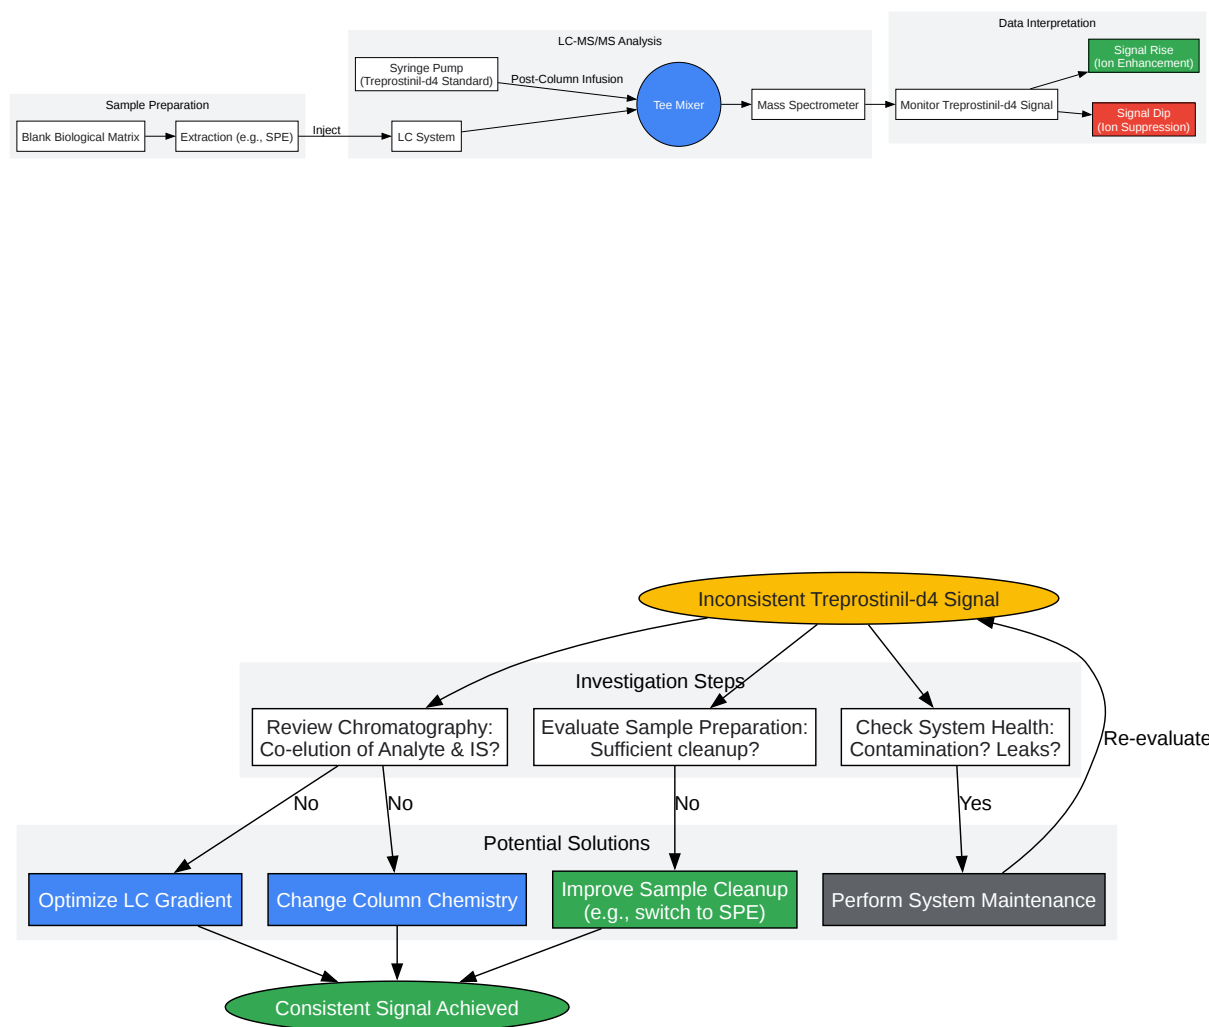 Data Interpretation
LC-MS/MS Analysis
Signal Rise
(Ion Enhancement)
Syringe Pump
(Treprostinil-d4 Standard)
Post-Column Infusion
Sample Preparation
Tee Mixer
Mass Spectrometer
Monitor Treprostinil-d4 Signal
Signal Dip
(Ion Suppression)
Blank Biological Matrix
Extraction (e.g., SPE)
Inject
LC System
Inconsistent Treprostinil-d4 Signal
Investigation Steps
Review Chromatography:
Co-elution of Analyte & IS?
Evaluate Sample Preparation:
Sufficient cleanup?
Check System Health:
Contamination? Leaks?
Re-evaluate
No
No
No
Yes
Potential Solutions
Optimize LC Gradient
Change Column Chemistry
Improve Sample Cleanup
(e.g., switch to SPE)
Perform System Maintenance
Consistent Signal Achieved